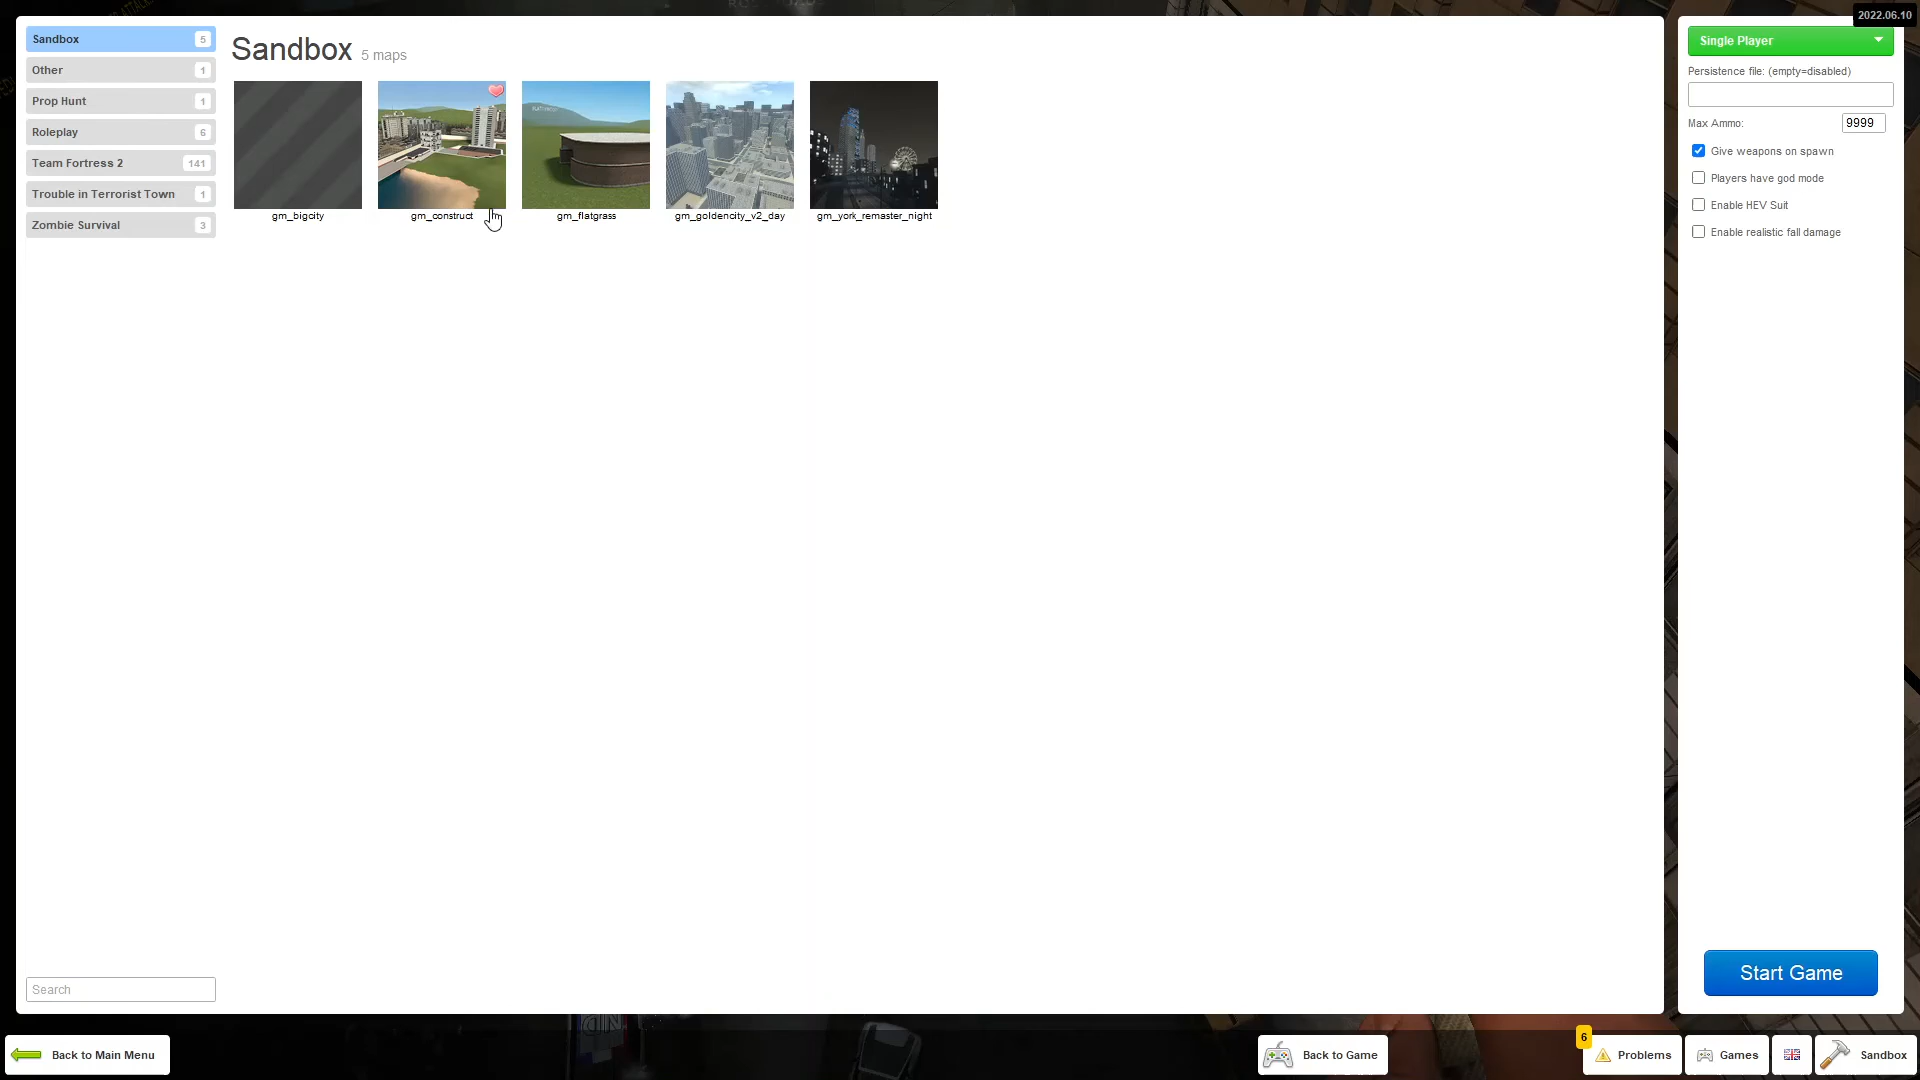 2022.06.10
Sandbox 5
Other 1
Prop Hunt 1
Roleplay 6
Team Fortress 2 141
Trouble in Terrorist Town 1
Zombie Survival 3
Search
Sandbox 5 maps
gm_bigcity
gm_construct
gm_flatgrass
gm_goldencity_v2_day
gm_york_remaster_night
Single Player
Persistence file: (empty=disabled)
Max Ammo: 9999
Give weapons on spawn
Players have god mode
Enable HEV Suit
Enable realistic fall damage
Start Game
Back to Main Menu
Back to Game
6
Problems
Games
Sandbox